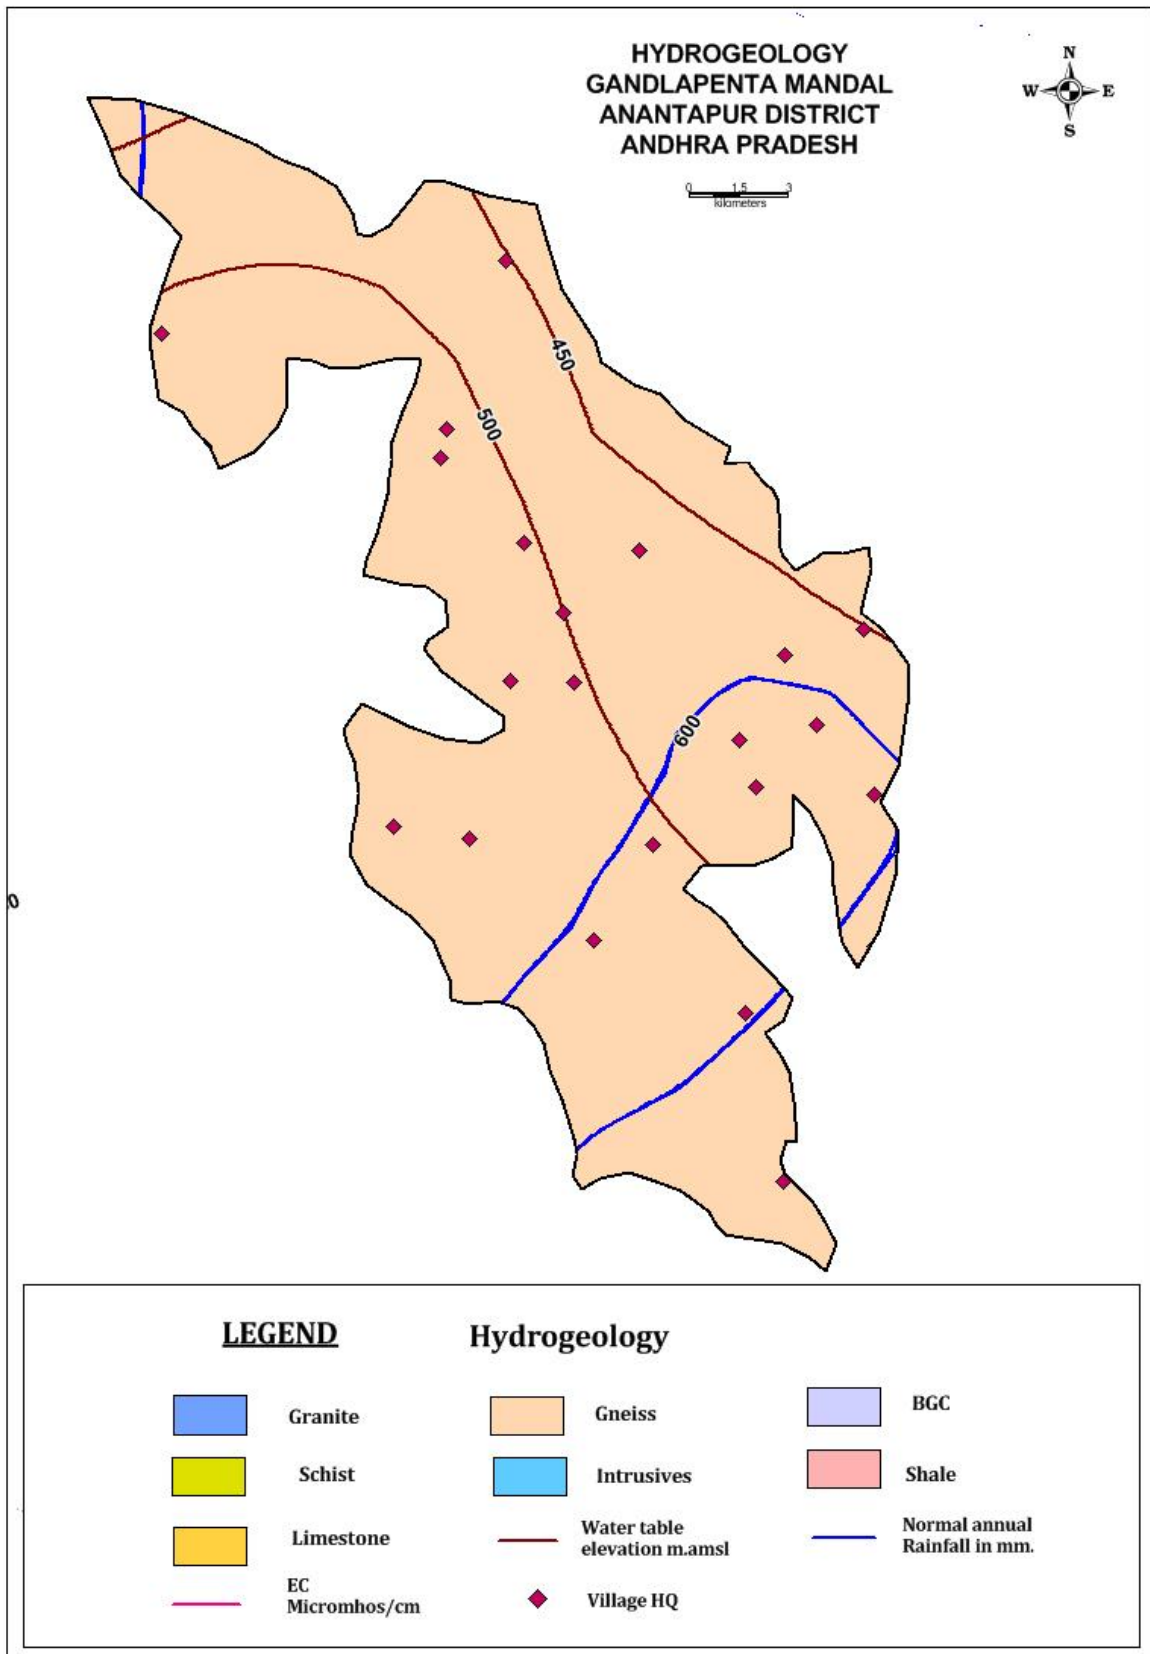 HYDROGEOLOGY
GANDLAPENTA MANDAL
ANANTAPUR DISTRICT
ANDHRA PRADESH
N
W E
S
0 1.5 3
kilometers
450
500
600
0
LEGEND
Hydrogeology
Granite
Gneiss
BGC
Schist
Intrusives
Shale
Limestone
Water table
elevation m.amsl
Normal annual
Rainfall in mm.
EC
Micromhos/cm
Village HQ